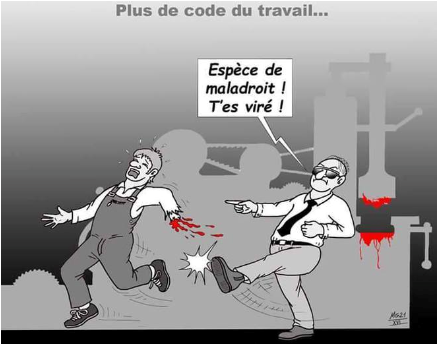 Plus de code du travail...
Espèce de
maladroit !
T'es viré !